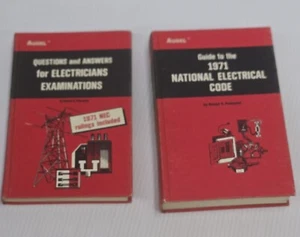 AUDEL
QUESTIONS and ANSWERS
for ELECTRICIANS
EXAMINATIONS
1971 NEC
rulings included
AUDEL
Guide to the
1971
NATIONAL ELECTRICAL
CODE